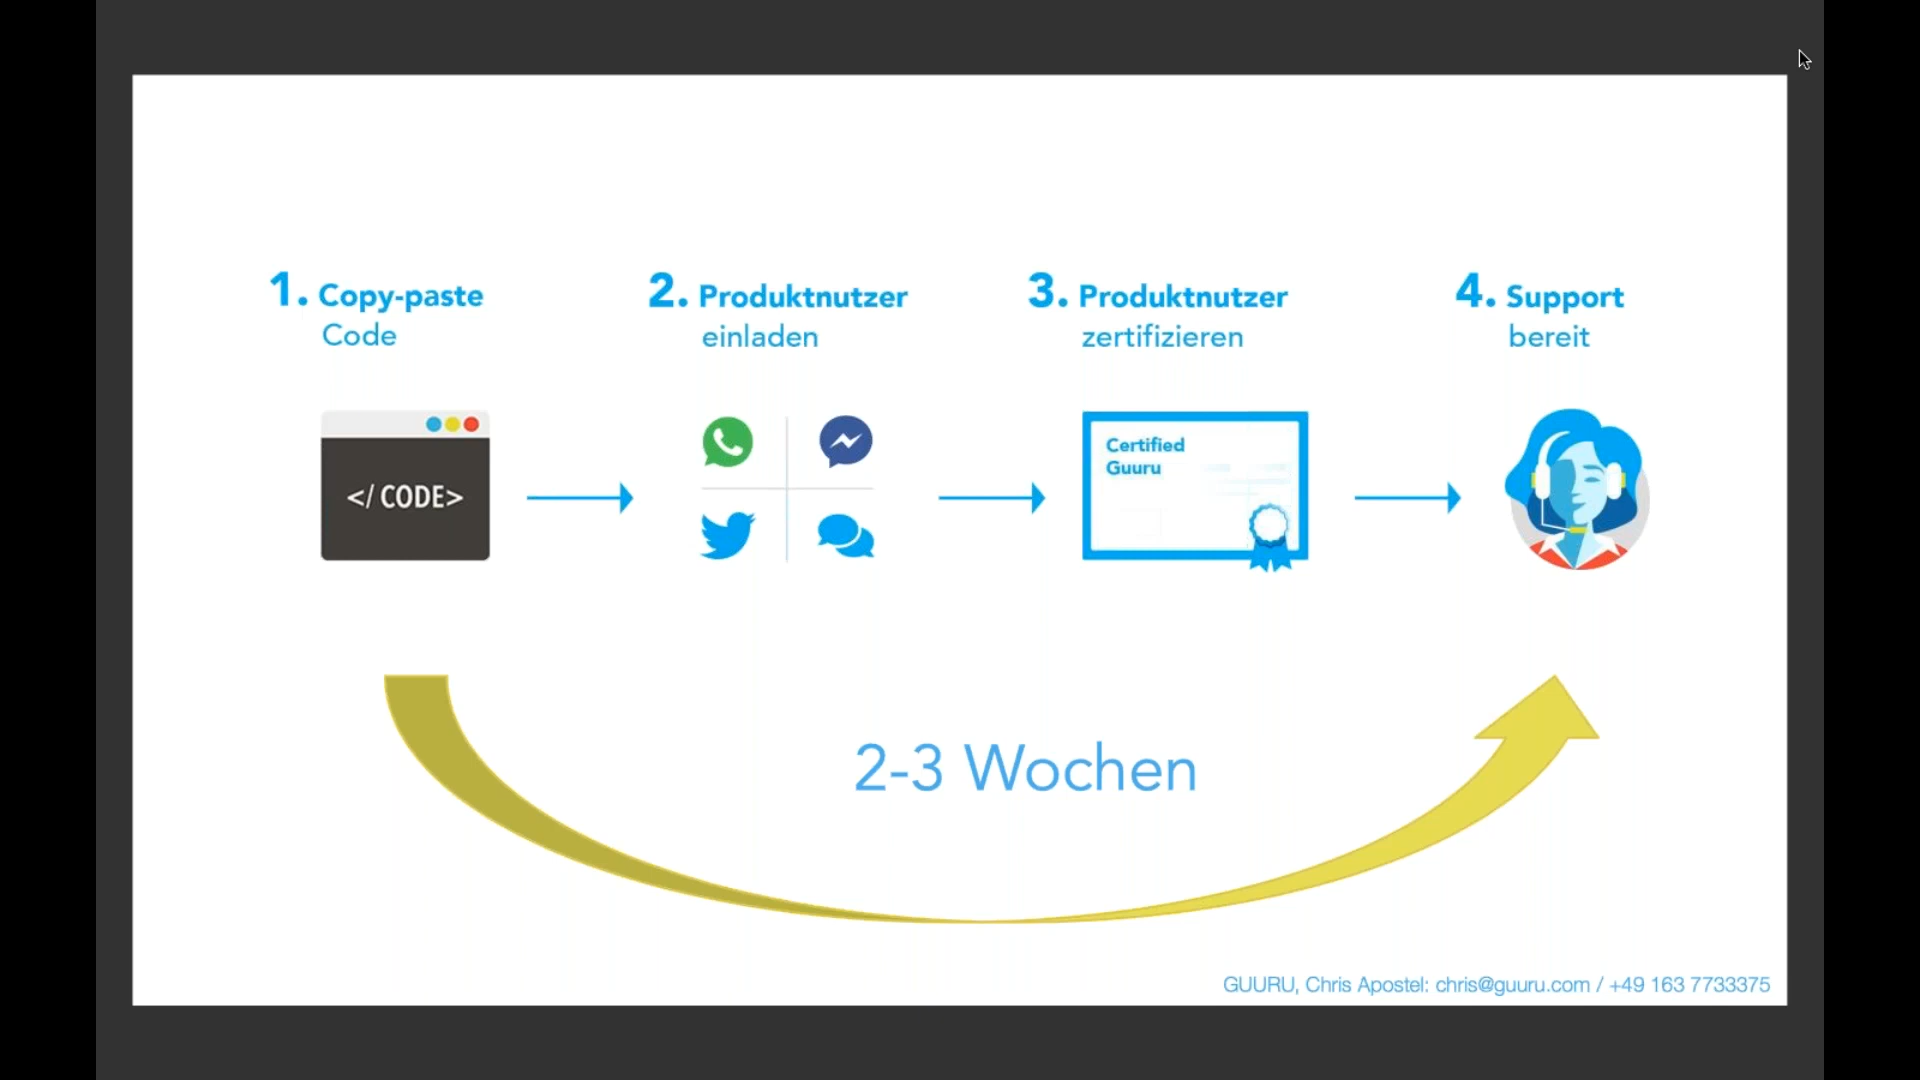 1. Copy-paste
Code
2. Produktnutzer
einladen
3. Produktnutzer
zertifizieren
4. Support
bereit
</ CODE>
Certified
Guuru
2-3 Wochen
GUURU, Chris Apostel: chris@guuru.com / +49 163 7733375